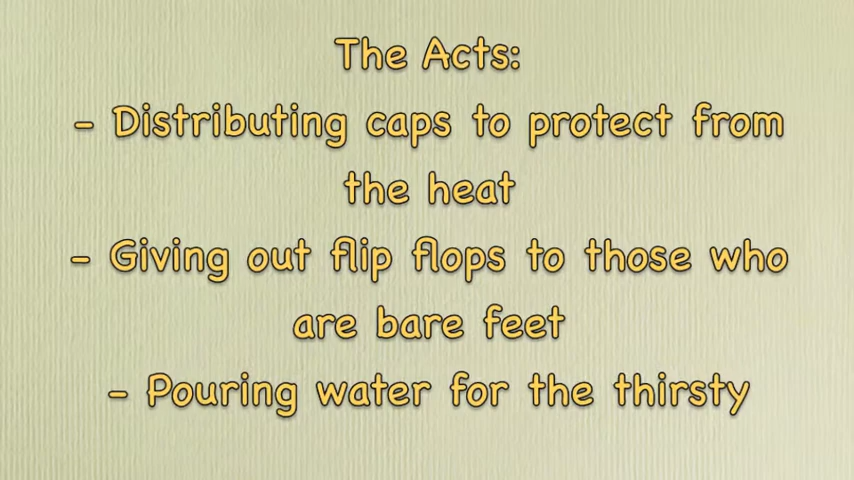 The Acts:
- Distributing caps to protect from
the heat
- Giving out flip flops to those who
are bare feet
- Pouring water for the thirsty